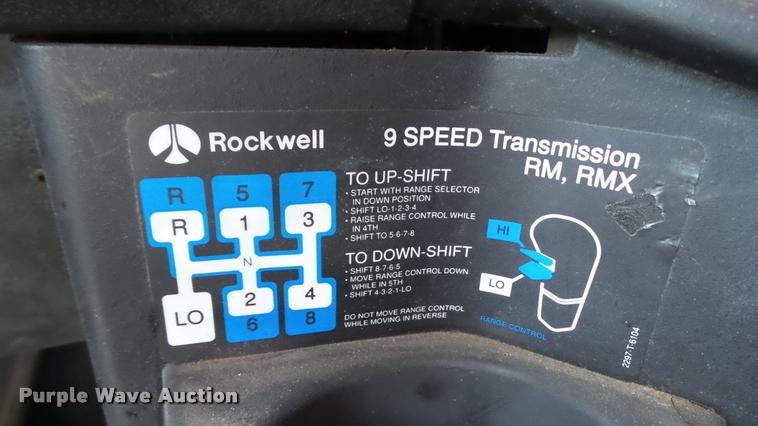 Rockwell
9 SPEED Transmission
RM, RMX
R 5 7
R 1 3
N
LO 2 4
6 8
TO UP-SHIFT
• START WITH RANGE SELECTOR
IN DOWN POSITION
• SHIFT LO-1-2-3-4
• RAISE RANGE CONTROL WHILE
IN 4TH
• SHIFT TO 5-6-7-8
TO DOWN-SHIFT
• SHIFT 8-7-6-5
• MOVE RANGE CONTROL DOWN
WHILE IN 5TH
• SHIFT 4-3-2-1-LO
DO NOT MOVE RANGE CONTROL
WHILE MOVING IN REVERSE
HI
LO
RANGE CONTROL
2297-T-6104
Purple Wave Auction